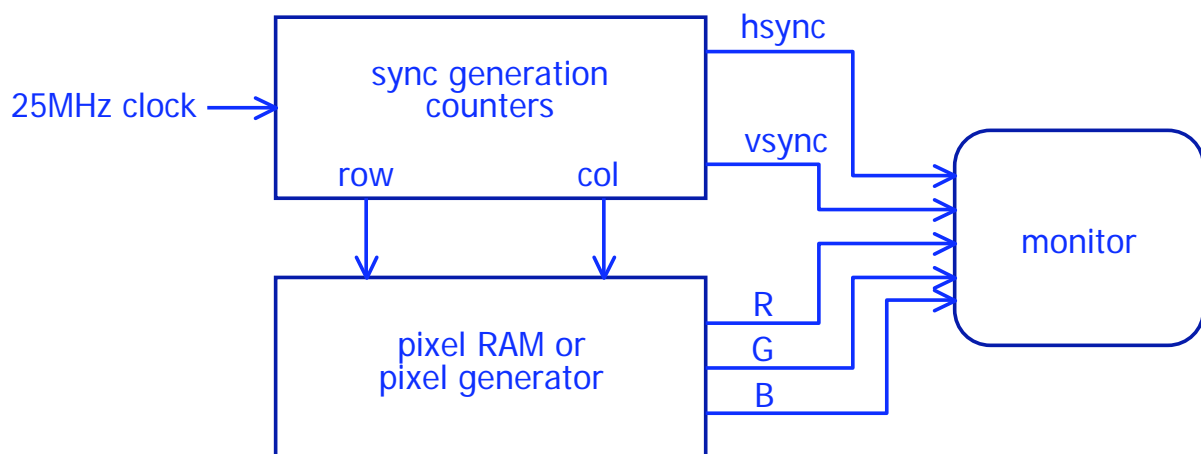 hsync
sync generation
counters
25MHz clock
vsync
row
col
monitor
R
pixel RAM or
pixel generator
G
B